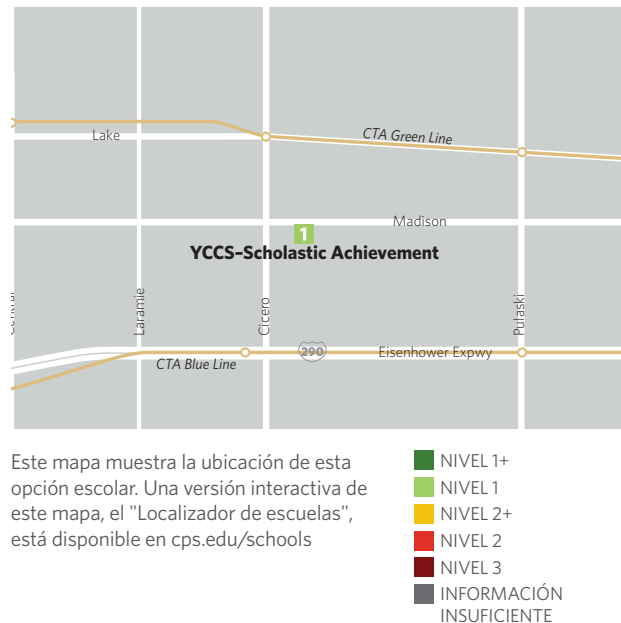 Lake
CTA Green Line
Madison
1
YCCS–Scholastic Achievement
Central
Laramie
Cicero
Pulaski
290
Eisenhower Expwy
CTA Blue Line
Este mapa muestra la ubicación de esta
opción escolar. Una versión interactiva de
este mapa, el "Localizador de escuelas",
está disponible en cps.edu/schools
NIVEL 1+
NIVEL 1
NIVEL 2+
NIVEL 2
NIVEL 3
INFORMACIÓN
INSUFICIENTE